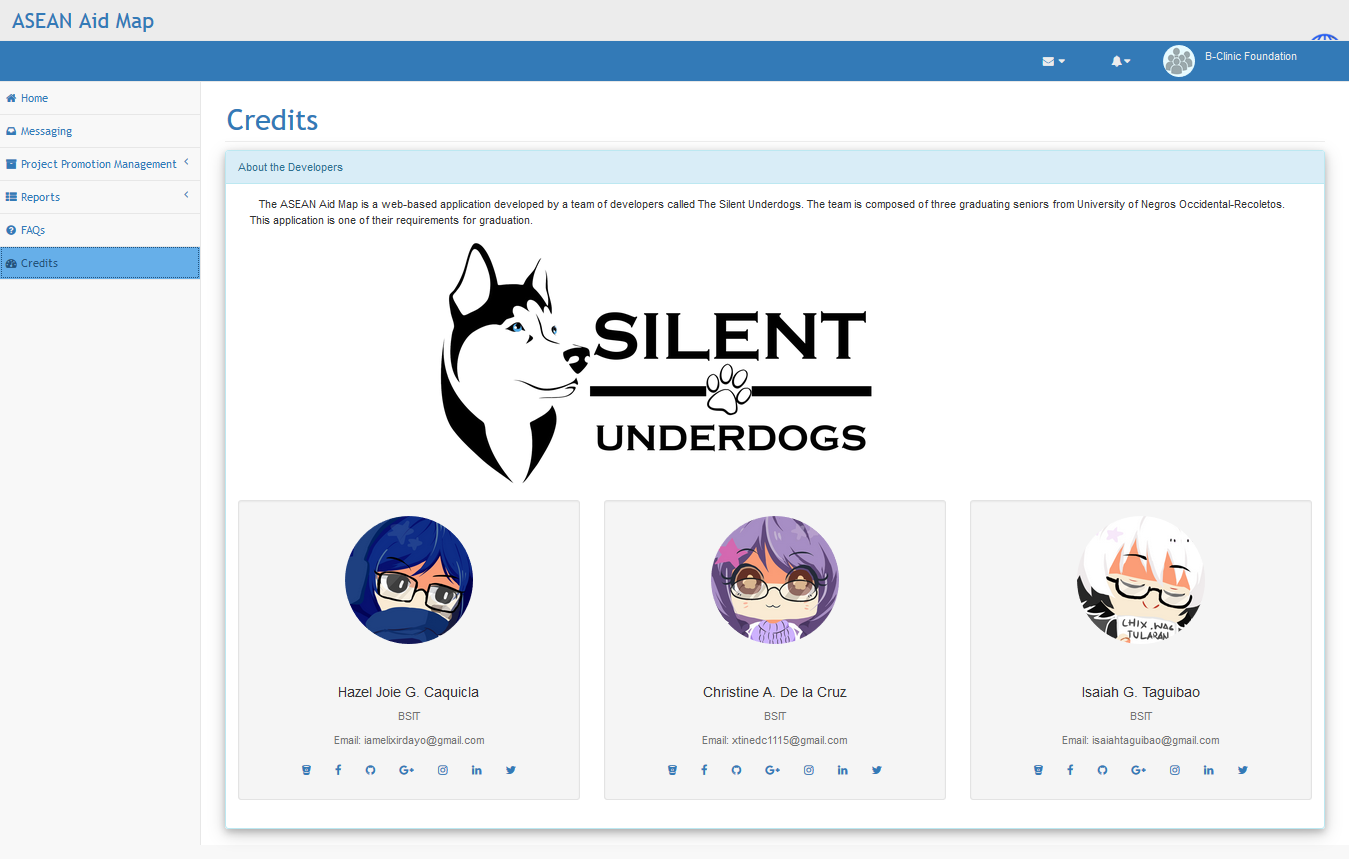 ASEAN Aid Map
B-Clinic Foundation
Home
Messaging
Project Promotion Management
Reports
FAQs
Credits
Credits
About the Developers
The ASEAN Aid Map is a web-based application developed by a team of developers called The Silent Underdogs. The team is composed of three graduating seniors from University of Negros Occidental-Recoletos.
This application is one of their requirements for graduation.
SILENT
UNDERDOGS
Hazel Joie G. Caquicla
BSIT
Email: iamelixirdayo@gmail.com
Christine A. De la Cruz
BSIT
Email: xtinedc1115@gmail.com
CHIX, WAG
TULARAN
Isaiah G. Taguibao
BSIT
Email: isaiahtaguibao@gmail.com